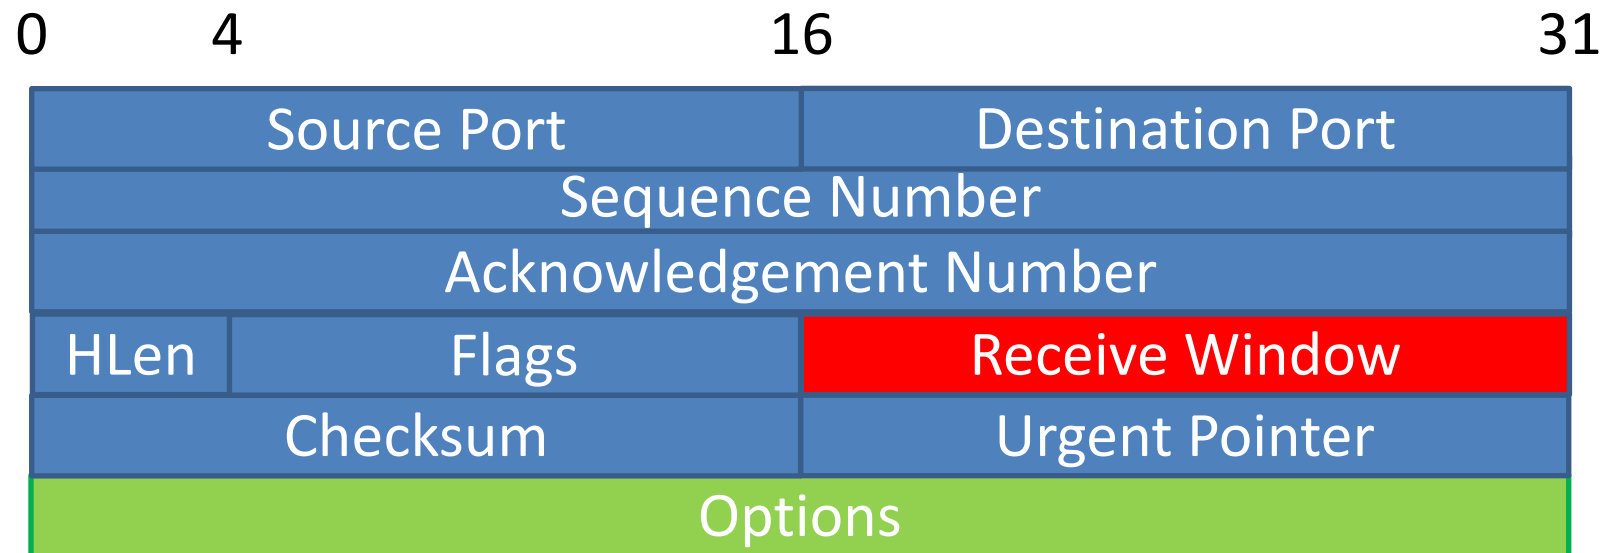 0 4 16 31
Source Port Destination Port
Sequence Number
Acknowledgement Number
HLen Flags Receive Window
Checksum Urgent Pointer
Options